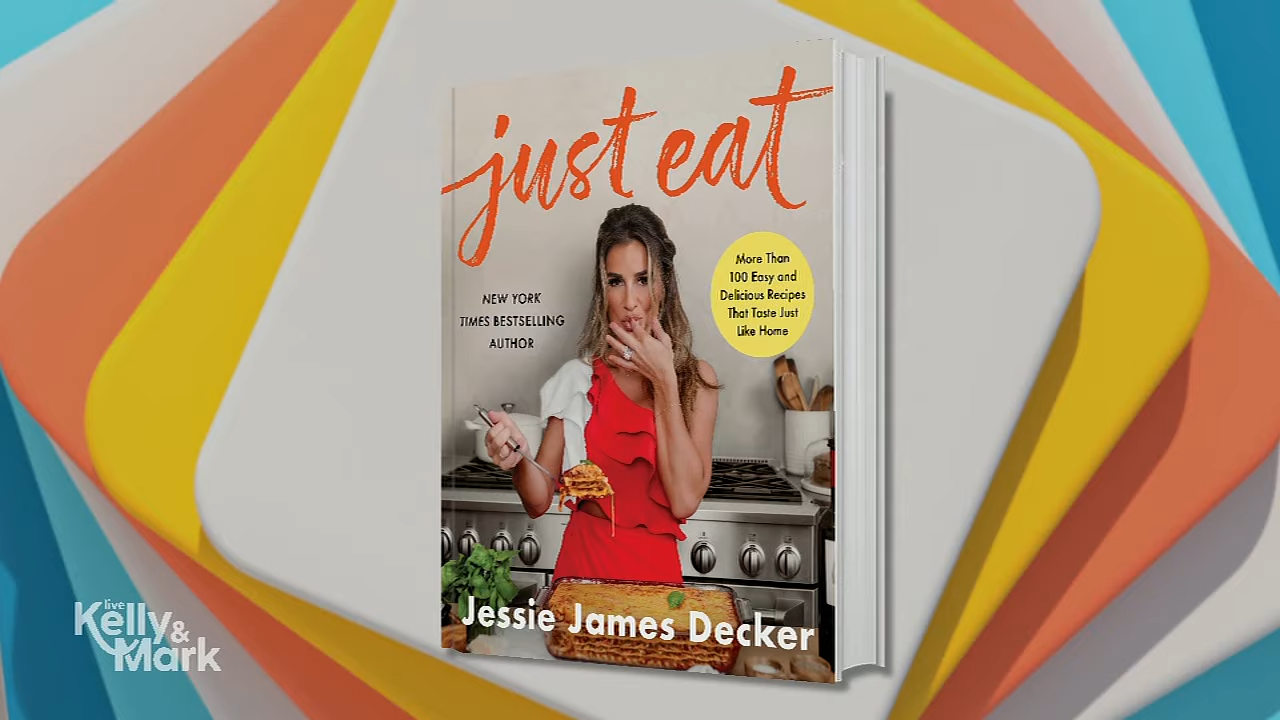 just eat
NEW YORK
TIMES BESTSELLING
AUTHOR
More Than
100 Easy and
Delicious Recipes
That Taste Just
Like Home
Jessie James Decker
live
Kelly&
Mark